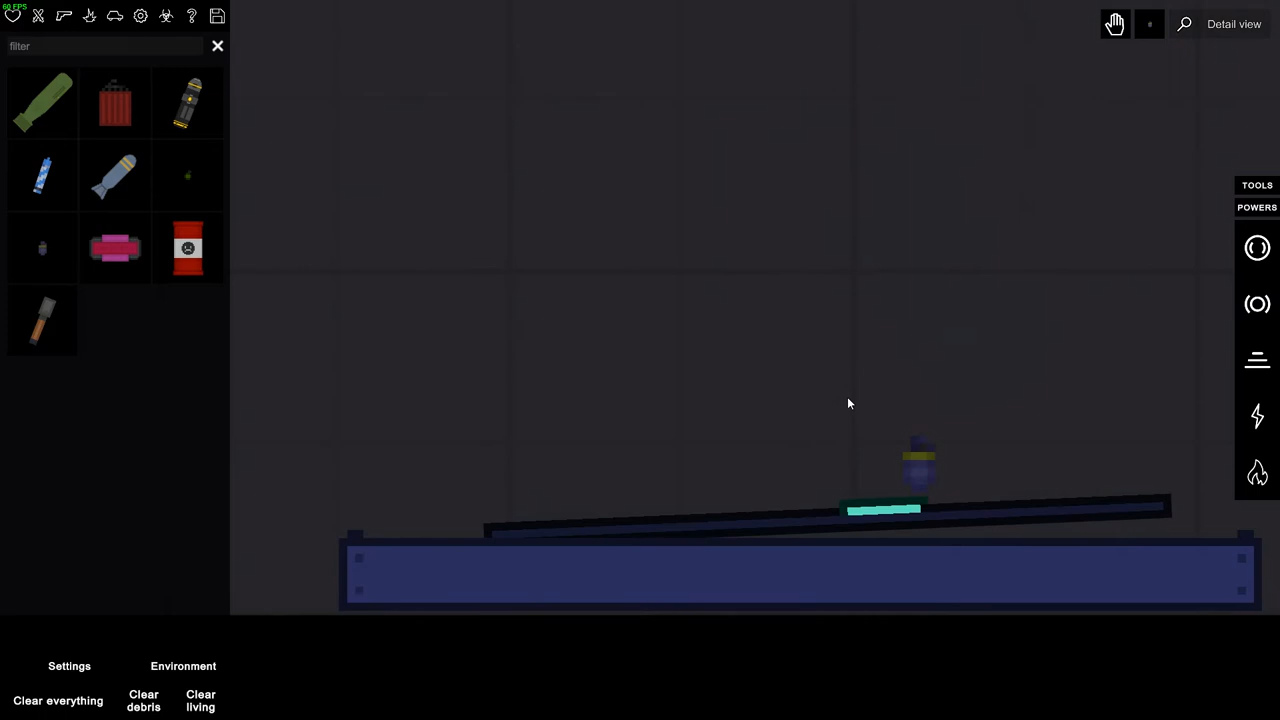 60 FPS
filter
Detail view
TOOLS
POWERS
Settings
Environment
Clear everything
Clear debris
Clear living